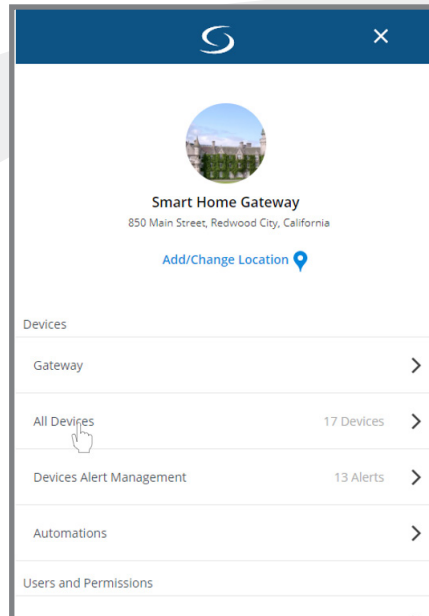 Smart Home Gateway
850 Main Street, Redwood City, California
Add/Change Location
Devices
Gateway
All Devices 17 Devices
Devices Alert Management 13 Alerts
Automations
Users and Permissions